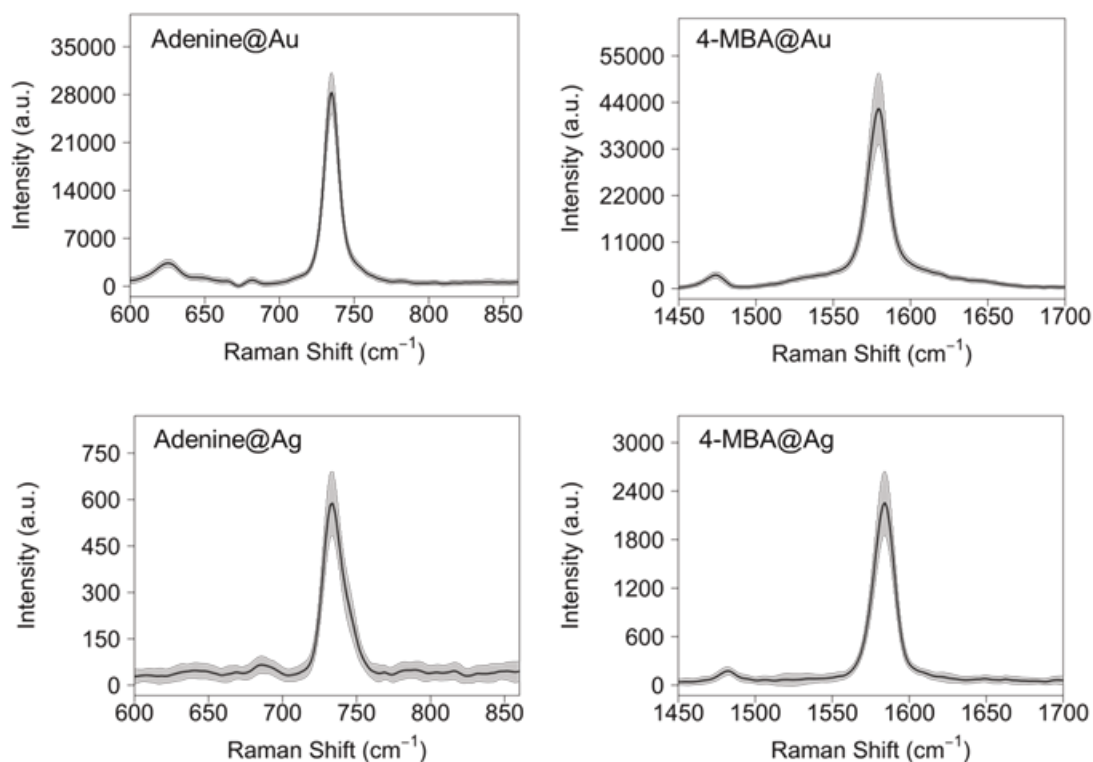 Adenine@Au
Intensity (a.u.)
35000
28000
21000
14000
7000
0
600 650 700 750 800 850
Raman Shift (cm⁻¹)
4-MBA@Au
Intensity (a.u.)
55000
44000
33000
22000
11000
0
1450 1500 1550 1600 1650 1700
Raman Shift (cm⁻¹)
Adenine@Ag
Intensity (a.u.)
750
600
450
300
150
0
600 650 700 750 800 850
Raman Shift (cm⁻¹)
4-MBA@Ag
Intensity (a.u.)
3000
2400
1800
1200
600
0
1450 1500 1550 1600 1650 1700
Raman Shift (cm⁻¹)